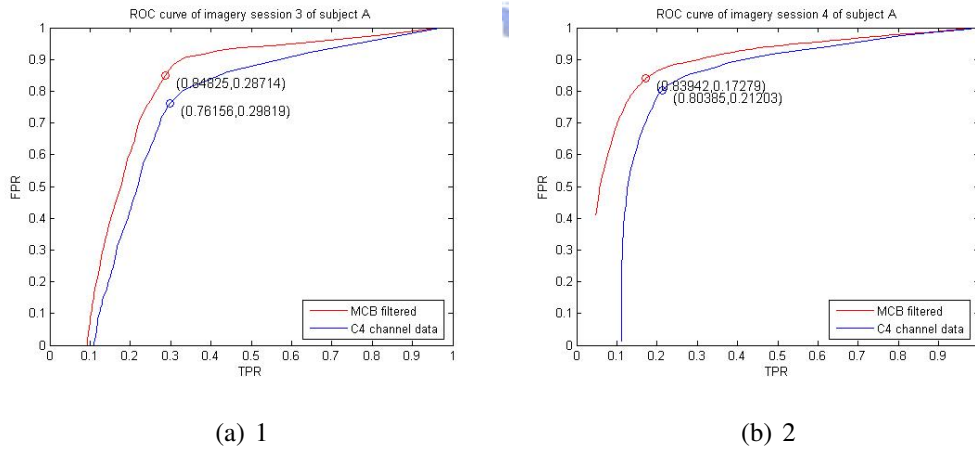 ROC curve of imagery session 3 of subject A
1
0.9
0.8
0.7
0.6
0.5
0.4
0.3
0.2
0.1
0
FPR
(0.84825,0.28714)
(0.76156,0.29819)
MCB filtered
C4 channel data
0 0.1 0.2 0.3 0.4 0.5 0.6 0.7 0.8 0.9 1
TPR
(a) 1
ROC curve of imagery session 4 of subject A
1
0.9
0.8
0.7
0.6
0.5
0.4
0.3
0.2
0.1
0
FPR
(0.83942,0.17279)
(0.80385,0.21203)
MCB filtered
C4 channel data
0 0.1 0.2 0.3 0.4 0.5 0.6 0.7 0.8 0.9
TPR
(b) 2